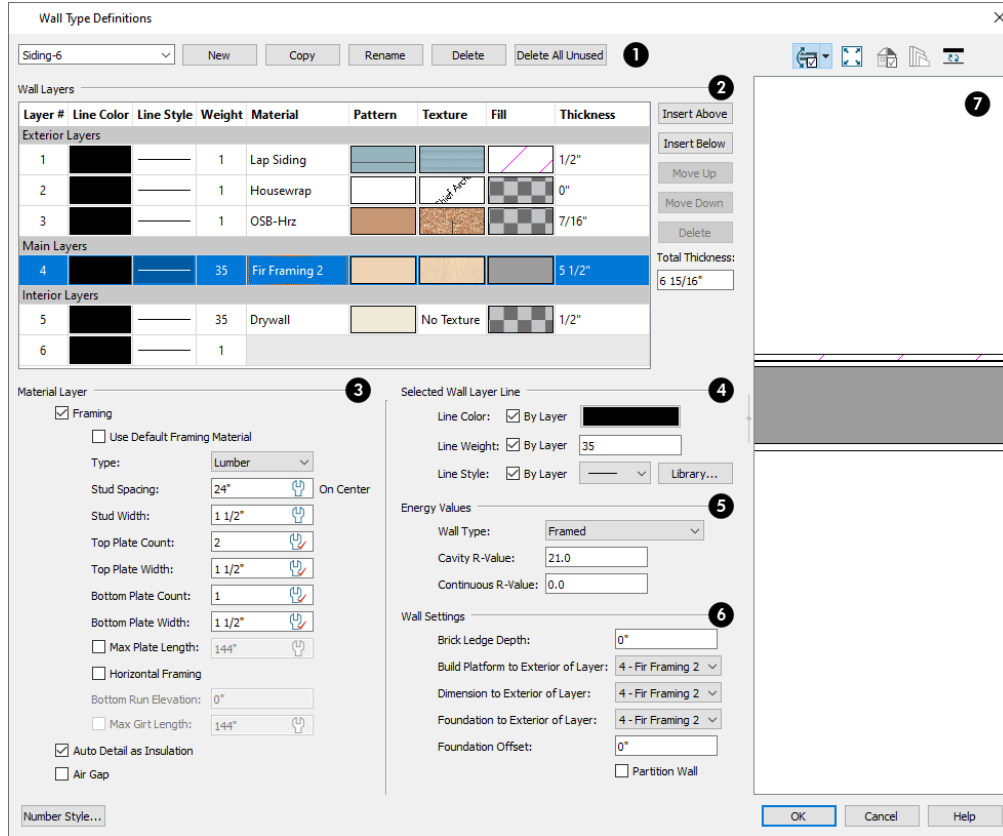 Wall Type Definitions
Siding-6 New Copy Rename Delete Delete All Unused 1
Wall Layers 2
Layer # Line Color Line Style Weight Material Pattern Texture Fill Thickness
Exterior Layers
1 1 Lap Siding 1/2"
2 1 Housewrap Chief Arch 0"
3 1 OSB-Hrz 7/16"
Main Layers
4 35 Fir Framing 2 5 1/2"
Interior Layers
5 35 Drywall No Texture 1/2"
6 1
Insert Above
Insert Below
Move Up
Move Down
Delete
Total Thickness:
6 15/16"
7
Material Layer 3
Framing
Use Default Framing Material
Type: Lumber
Stud Spacing: 24" On Center
Stud Width: 1 1/2"
Top Plate Count: 2
Top Plate Width: 1 1/2"
Bottom Plate Count: 1
Bottom Plate Width: 1 1/2"
Max Plate Length: 144"
Horizontal Framing
Bottom Run Elevation: 0"
Max Girt Length: 144"
Auto Detail as Insulation
Air Gap
Selected Wall Layer Line 4
Line Color: By Layer
Line Weight: By Layer 35
Line Style: By Layer Library...
Energy Values 5
Wall Type: Framed
Cavity R-Value: 21.0
Continuous R-Value: 0.0
Wall Settings 6
Brick Ledge Depth: 0"
Build Platform to Exterior of Layer: 4 - Fir Framing 2
Dimension to Exterior of Layer: 4 - Fir Framing 2
Foundation to Exterior of Layer: 4 - Fir Framing 2
Foundation Offset: 0"
Partition Wall
Number Style... OK Cancel Help